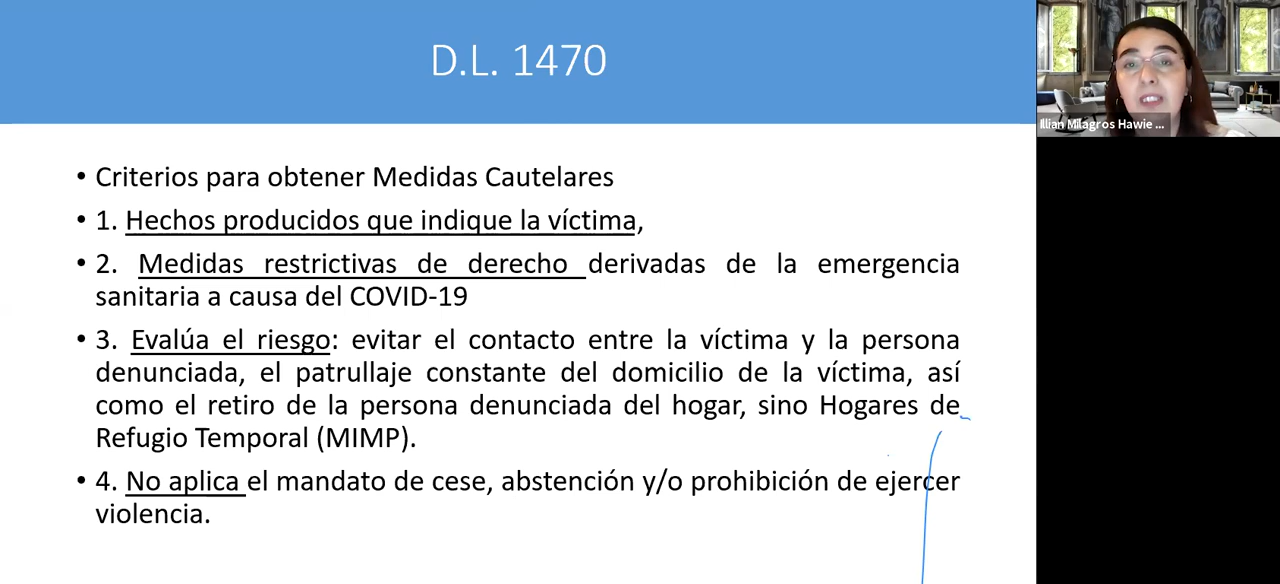 D.L. 1470
• Criterios para obtener Medidas Cautelares
• 1. Hechos producidos que indique la víctima,
• 2. Medidas restrictivas de derecho derivadas de la emergencia
sanitaria a causa del COVID-19
• 3. Evalúa el riesgo: evitar el contacto entre la víctima y la persona
denunciada, el patrullaje constante del domicilio de la víctima, así
como el retiro de la persona denunciada del hogar, sino Hogares de
Refugio Temporal (MIMP).
• 4. No aplica el mandato de cese, abstención y/o prohibición de ejercer
violencia.
Illian Milagros Hawie ...